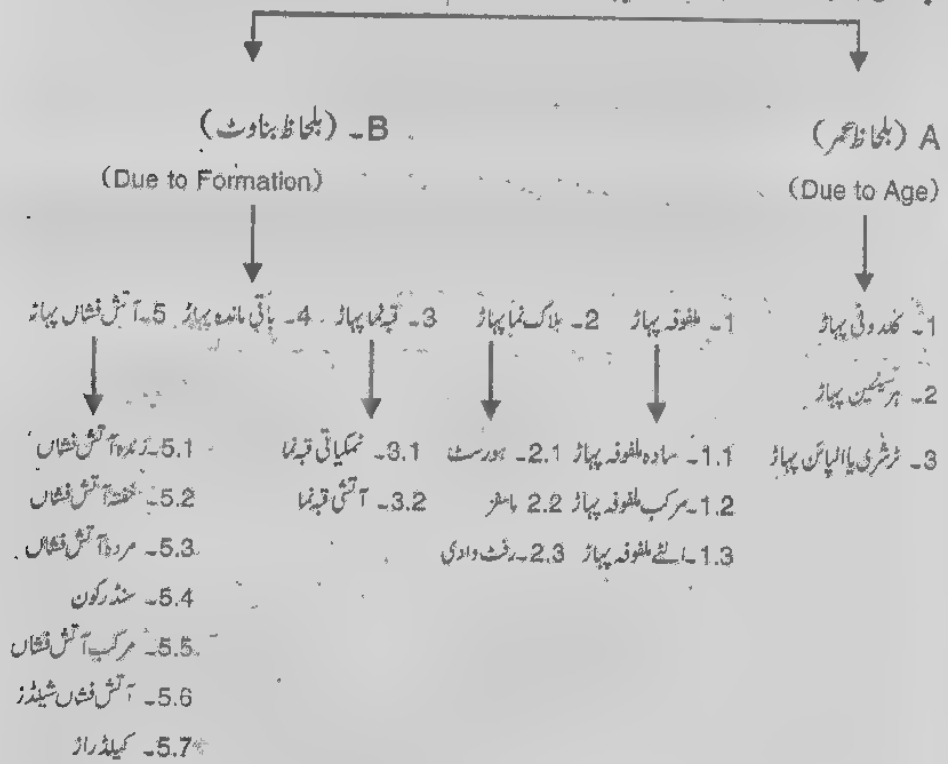 A (بلحاظ عمر)
(Due to Age)
B - (بلحاظ بناوٹ)
(Due to Formation)
1۔ کلدونی پہاڑ
2۔ ہرسینین پہاڑ
3۔ ٹرشری یا الپائن پہاڑ
1۔ ملفوفہ پہاڑ 2۔ بلاک نما پہاڑ 3۔ قبہ نما پہاڑ 4۔ باقی ماندہ پہاڑ 5۔ آتش فشاں پہاڑ
1.1۔ سادہ ملفوفہ پہاڑ
1.2۔ مرکب ملفوفہ پہاڑ
1.3۔ الٹے ملفوفہ پہاڑ
2.1۔ ہورسٹ
2.2 ماسفز
2.3۔ رفٹ وادی
3.1۔ نمکیاتی قبہ نما
3.2۔ آتشی قبہ نما
5.1۔ زندہ آتش فشاں
5.2۔ خفتہ آتش فشاں
5.3۔ مردہ آتش فشاں
5.4۔ سنڈر کون
5.5۔ مرکب آتش فشاں
5.6۔ آتش فشاں شیلڈز
5.7۔ کیلڈراز